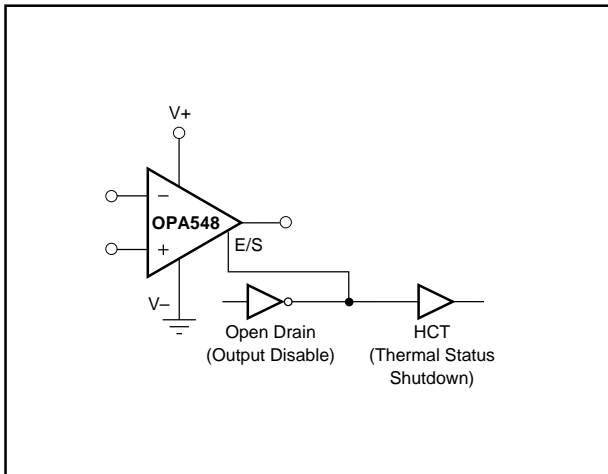 V+
−
OPA548
+
E/S
V–
Open Drain
(Output Disable)
HCT
(Thermal Status
Shutdown)